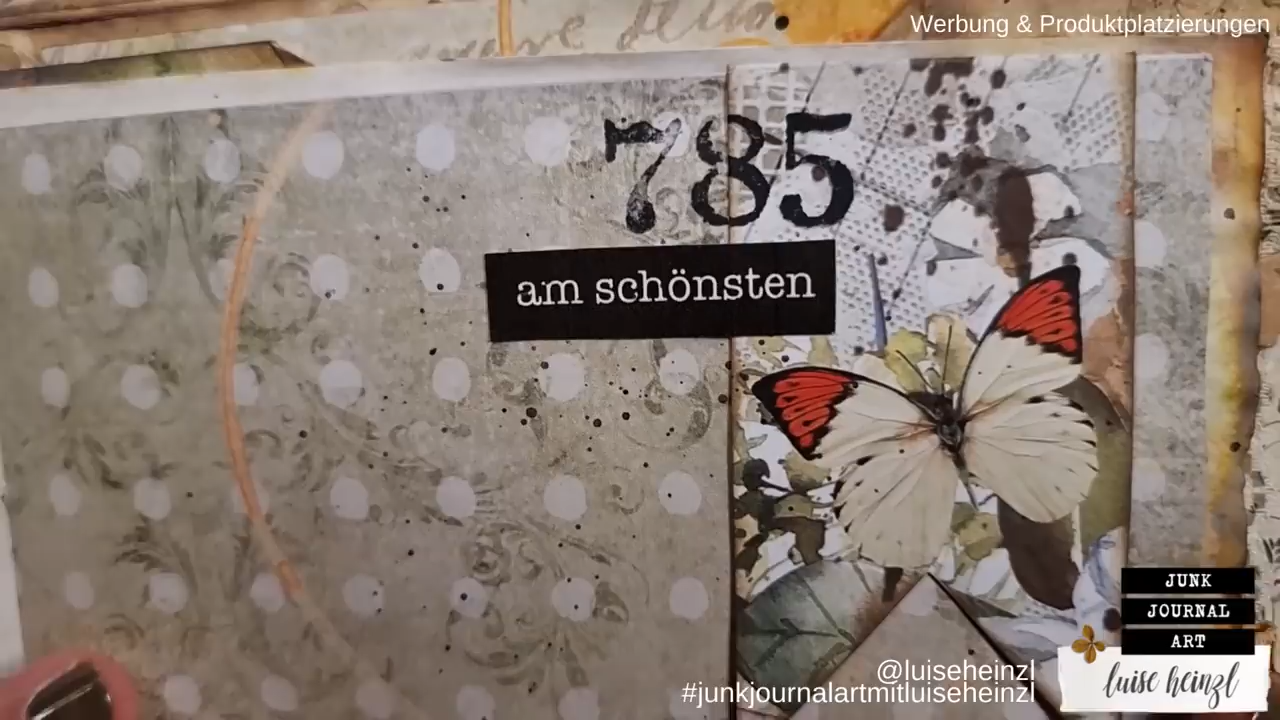 Werbung & Produktplatzierungen
785
am schönsten
JUNK
JOURNAL
ART
luise heinzl
@luiseheinzl
#junkjournalartmitluiseheinzl